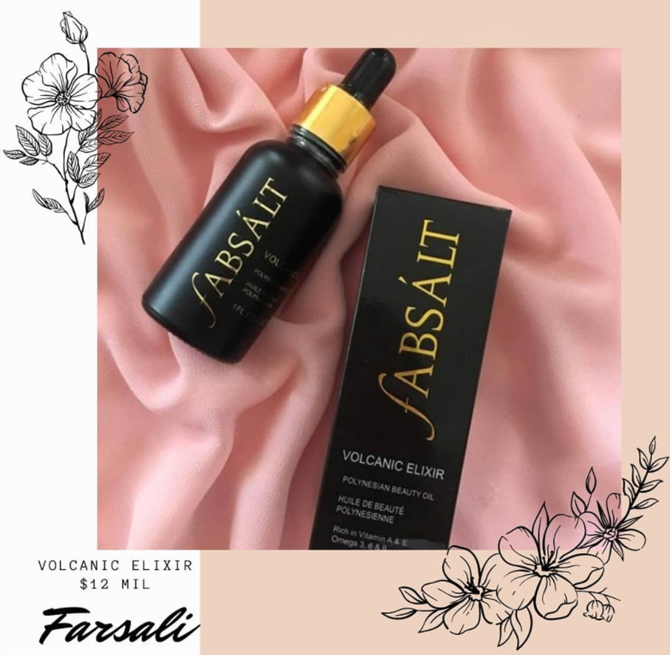 fABSÁLT
1FL
fABSÁLT
VOLCANIC ELIXIR
POLYNESIAN BEAUTY OIL
HUILE DE BEAUTÉ
POLYNESIENNE
Rich in Vitamin A & E
Omega 3, 6 & 9
VOLCANIC ELIXIR
$12 MIL
Farsali